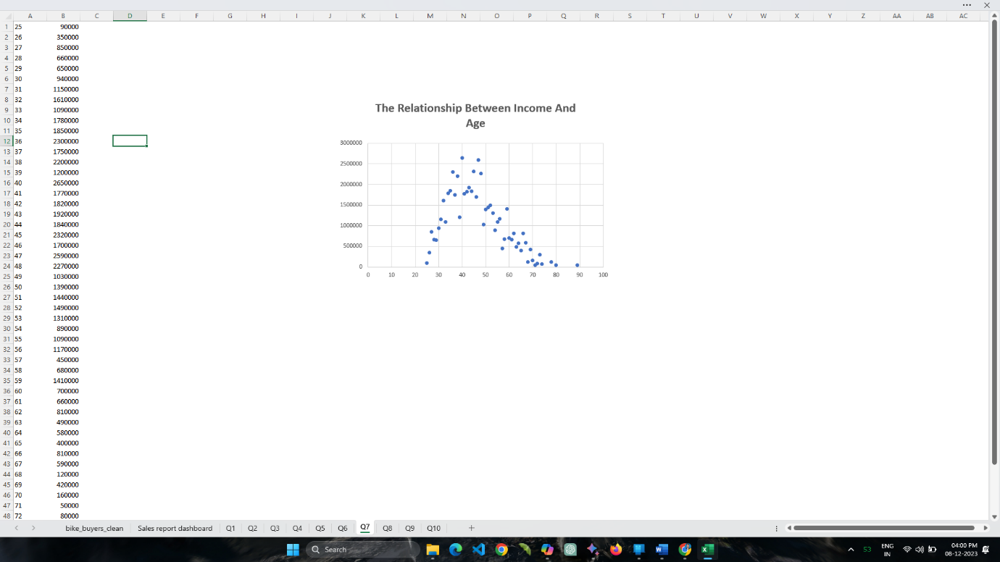 A B C D E F G H I J K L M N O P Q R S T U V W X Y Z AA AB AC
1 25 90000
2 26 350000
3 27 850000
4 28 660000
5 29 650000
6 30 940000
7 31 1150000
8 32 1610000
9 33 1090000
10 34 1780000
11 35 1850000
12 36 2300000
13 37 1750000
14 38 2200000
15 39 1200000
16 40 2650000
17 41 1770000
18 42 1820000
19 43 1920000
20 44 1840000
21 45 2320000
22 46 1700000
23 47 2590000
24 48 2270000
25 49 1030000
26 50 1390000
27 51 1440000
28 52 1490000
29 53 1310000
30 54 890000
31 55 1090000
32 56 1170000
33 57 450000
34 58 680000
35 59 1410000
36 60 700000
37 61 660000
38 62 810000
39 63 490000
40 64 580000
41 65 400000
42 66 810000
43 67 590000
44 68 120000
45 69 420000
46 70 160000
47 71 50000
48 72 80000
The Relationship Between Income And
Age
3000000
2500000
2000000
1500000
1000000
500000
0
0 10 20 30 40 50 60 70 80 90 100
bike_buyers_clean Sales report dashboard Q1 Q2 Q3 Q4 Q5 Q6 Q7 Q8 Q9 Q10
Search
53
ENG
IN
04:00 PM
08-12-2023